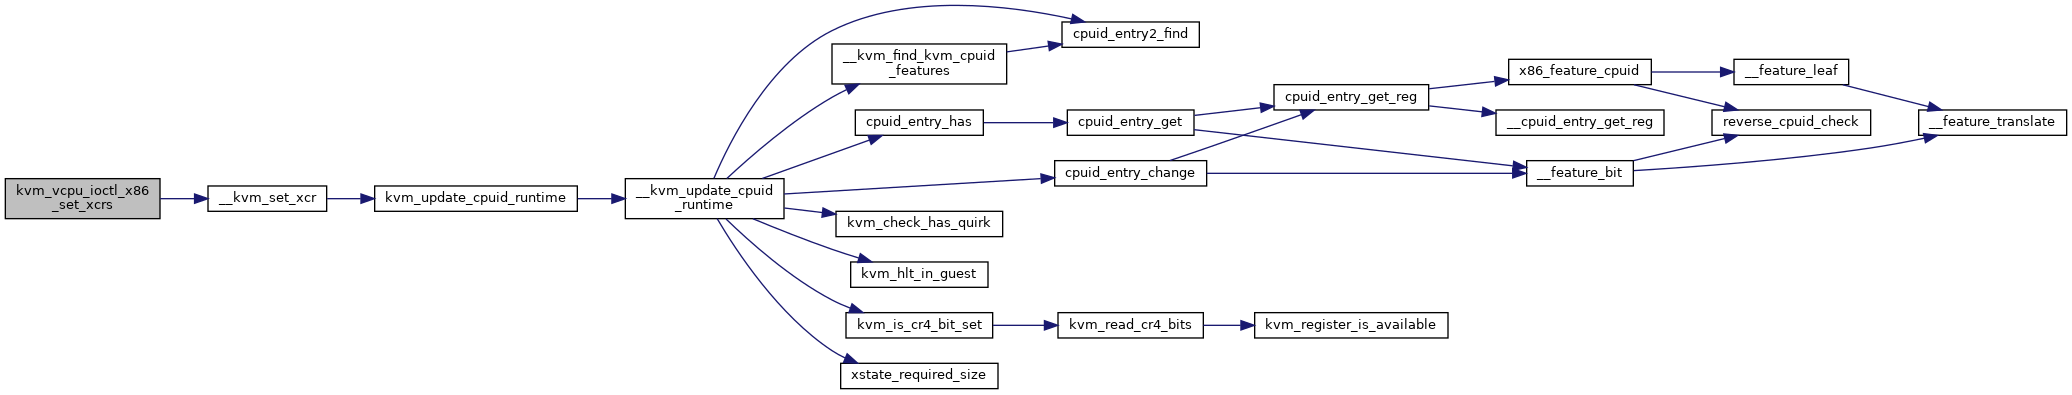 kvm_vcpu_ioctl_x86
_set_xcrs
__kvm_set_xcr
kvm_update_cpuid_runtime
__kvm_update_cpuid
_runtime
cpuid_entry2_find
__kvm_find_kvm_cpuid
_features
cpuid_entry_has
cpuid_entry_get
cpuid_entry_change
cpuid_entry_get_reg
x86_feature_cpuid
__cpuid_entry_get_reg
__feature_bit
__feature_leaf
reverse_cpuid_check
__feature_translate
kvm_check_has_quirk
kvm_hlt_in_guest
kvm_is_cr4_bit_set
kvm_read_cr4_bits
kvm_register_is_available
xstate_required_size